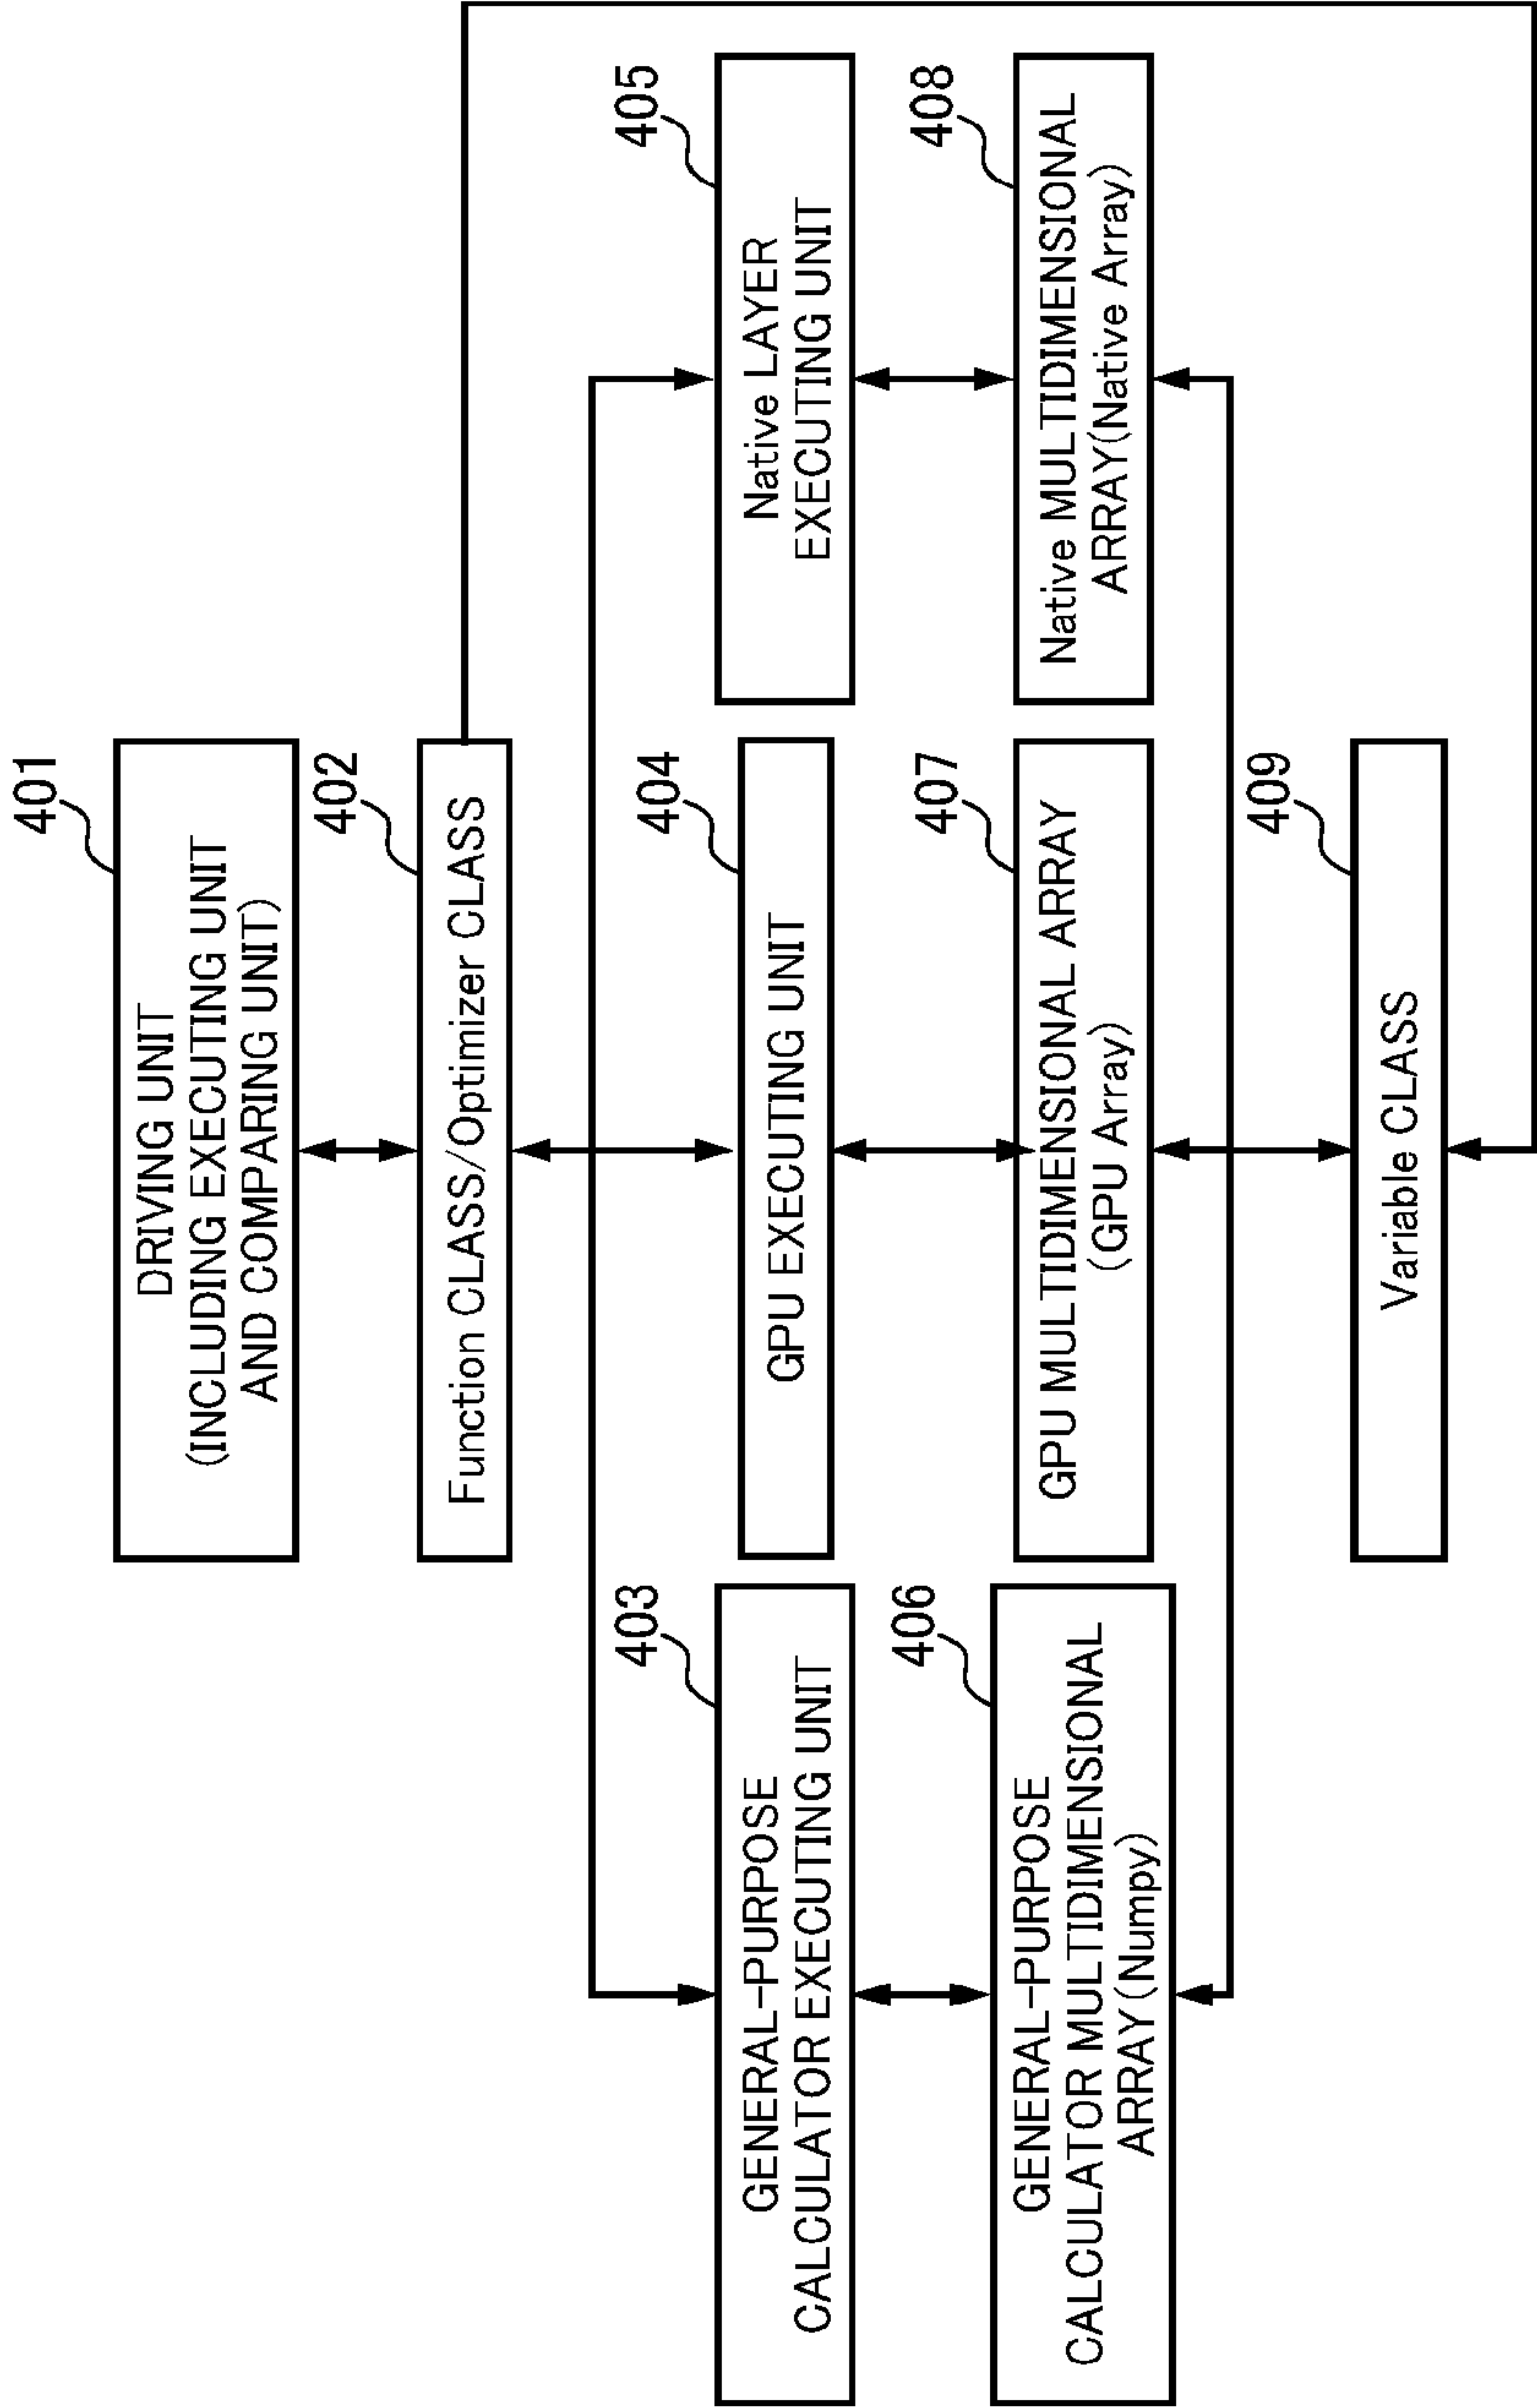 401
DRIVING UNIT
(INCLUDING EXECUTING UNIT
AND COMPARING UNIT)
402
Function CLASS/Optimizer CLASS
403
GENERAL-PURPOSE
CALCULATOR EXECUTING UNIT
404
GPU EXECUTING UNIT
405
Native LAYER
EXECUTING UNIT
406
GENERAL-PURPOSE
CALCULATOR MULTIDIMENSIONAL
ARRAY(Numpy)
407
GPU MULTIDIMENSIONAL ARRAY
(GPU Array)
408
Native MULTIDIMENSIONAL
ARRAY(Native Array)
409
Variable CLASS